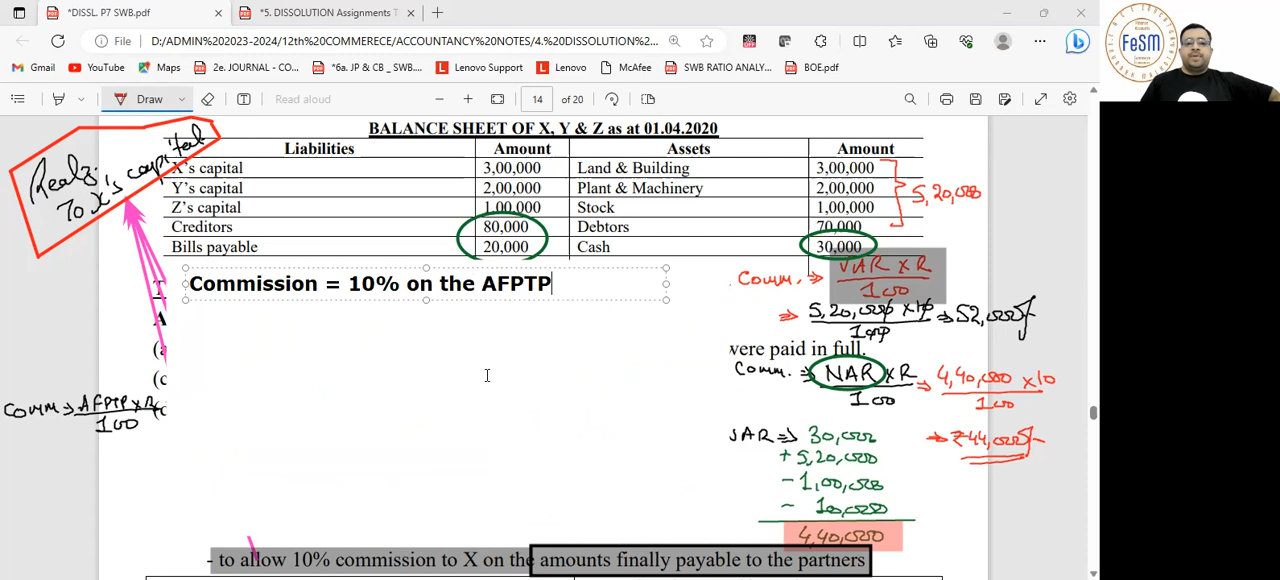 *DISSL. P7 SWB.pdf
*5. DISSOLUTION Assignments T
File
D:/ADMIN%202023-2024/12th%20COMMERCE/ACCOUNTANCE%20NOTES/4.%20DISSOLUTION%...
Gmail
YouTube
Maps
2e. JOURNAL - CO...
*6a. JP & SCB _ SWB....
Lenovo Support
Lenovo
McAfee
SWB RATIO ANALY...
BOE.pdf
Draw
Read aloud
14
of 20
FeSM
BALANCE SHEET OF X, Y & Z as at 01.04.2020
Liabilities Amount Assets Amount
X's capital 3,00,000 Land & Building 3,00,000
Y's capital 2,00,000 Plant & Machinery 2,00,000
Z's capital 1,00,000 Stock 1,00,000
Creditors 80,000 Debtors 70,000
Bills payable 20,000 Cash 30,000
5,20,000
Realz.
To X's capital
Commission = 10% on the AFPTP
Comm. ⇒ VAR × R
100
⇒ 5,20,000 × 10 ⇒ 52,000/-
100
vere paid in full.
Comm. ⇒ NAR × R ⇒ 4,40,000 × 10
100 100
Comm ⇒ AFPTP × R
100
JAR ⇒ 30,000
+ 5,20,000
- 1,00,000
- 10,000
4,40,000
⇒ ₹44,000/-
- to allow 10% commission to X on the amounts finally payable to the partners